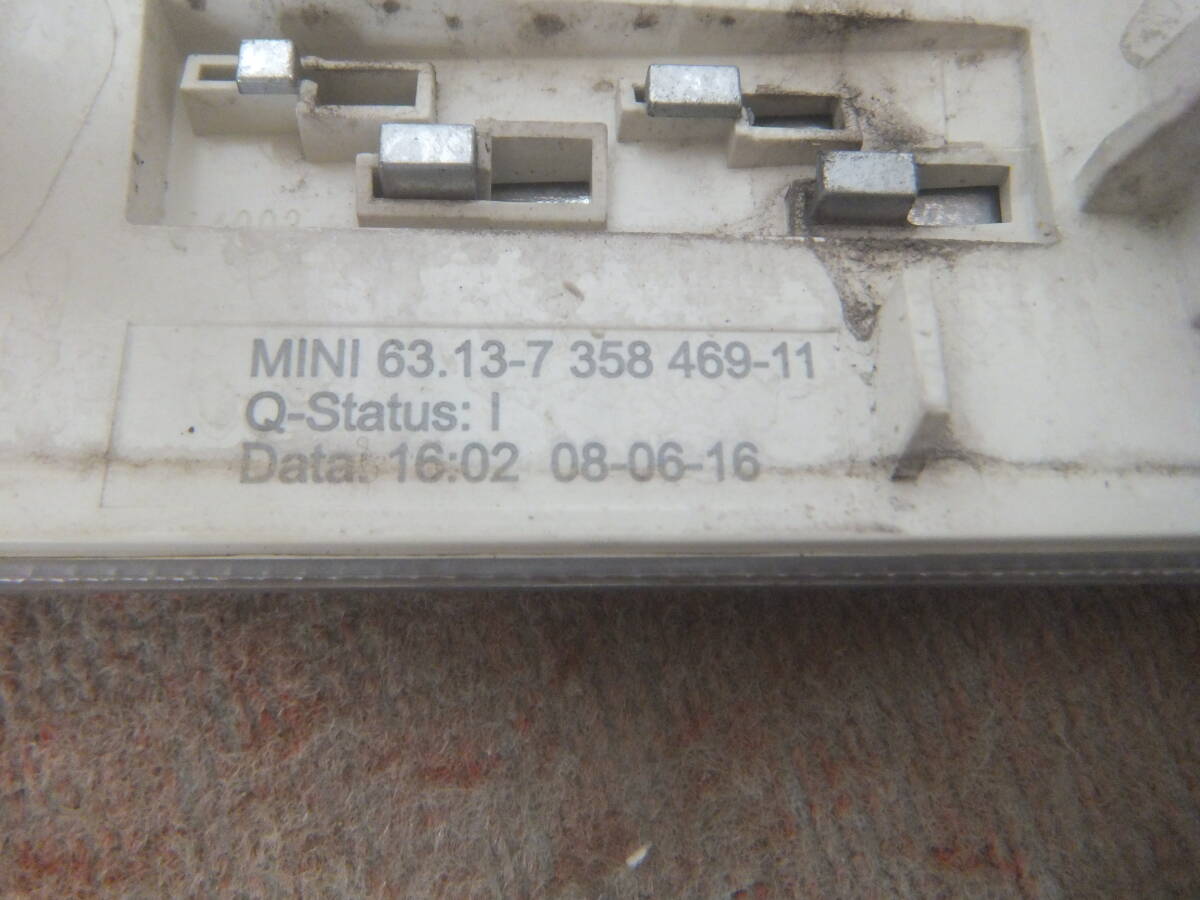 MINI 63.13-7 358 469-11
Q-Status: I
Data: 16:02 08-06-16